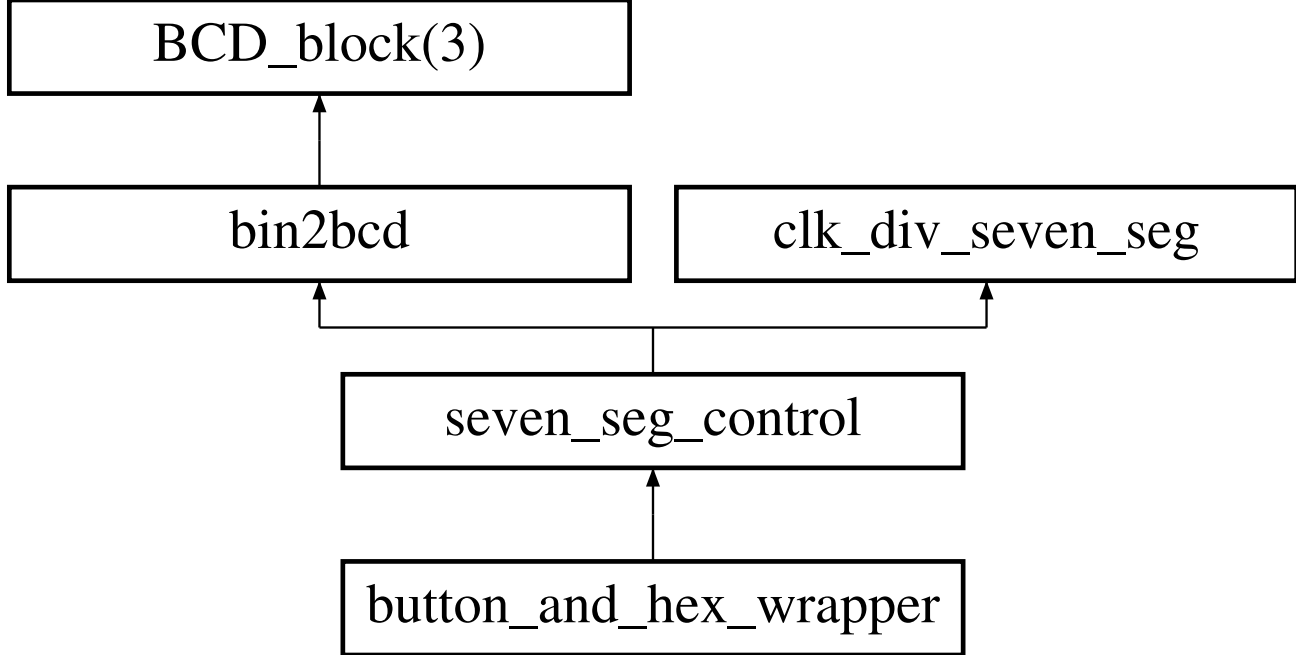 BCD_block(3)
bin2bcd
clk_div_seven_seg
seven_seg_control
button_and_hex_wrapper